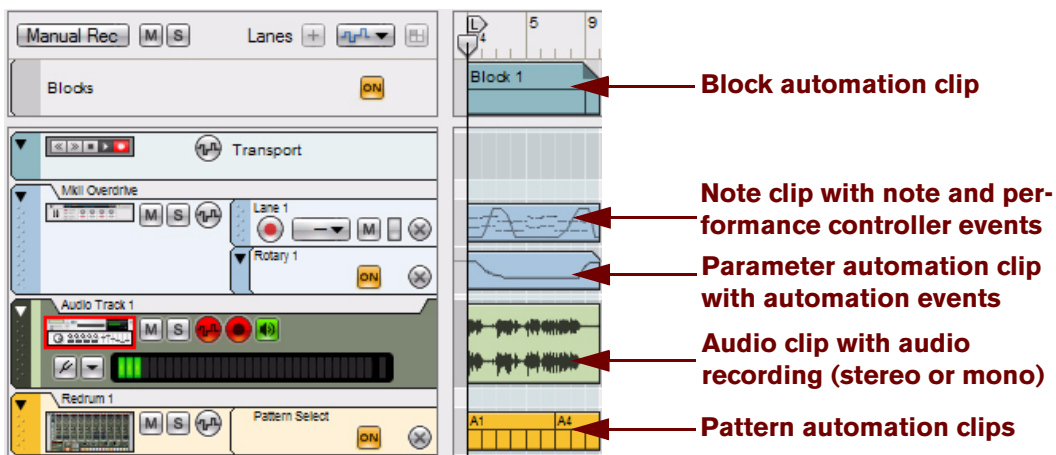 Manual Rec M S Lanes + L 4 5 9
Blocks ON Block 1
Block automation clip
Transport
MkII Overdrive
M S Lane 1 M
Note clip with note and per-
formance controller events
Rotary 1
ON
Parameter automation clip
with automation events
Audio Track 1
M S
Audio clip with audio
recording (stereo or mono)
Redrum 1
M S Pattern Select ON A1 A4
Pattern automation clips